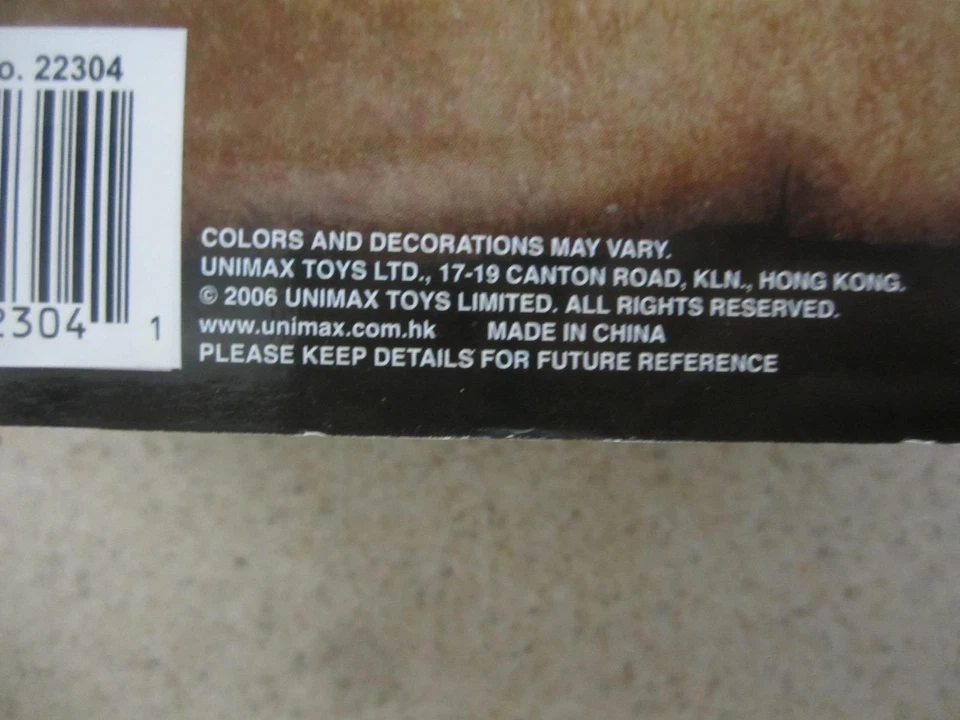 o. 22304
2304 1
COLORS AND DECORATIONS MAY VARY.
UNIMAX TOYS LTD., 17-19 CANTON ROAD, KLN., HONG KONG.
© 2006 UNIMAX TOYS LIMITED. ALL RIGHTS RESERVED.
www.unimax.com.hk MADE IN CHINA
PLEASE KEEP DETAILS FOR FUTURE REFERENCE